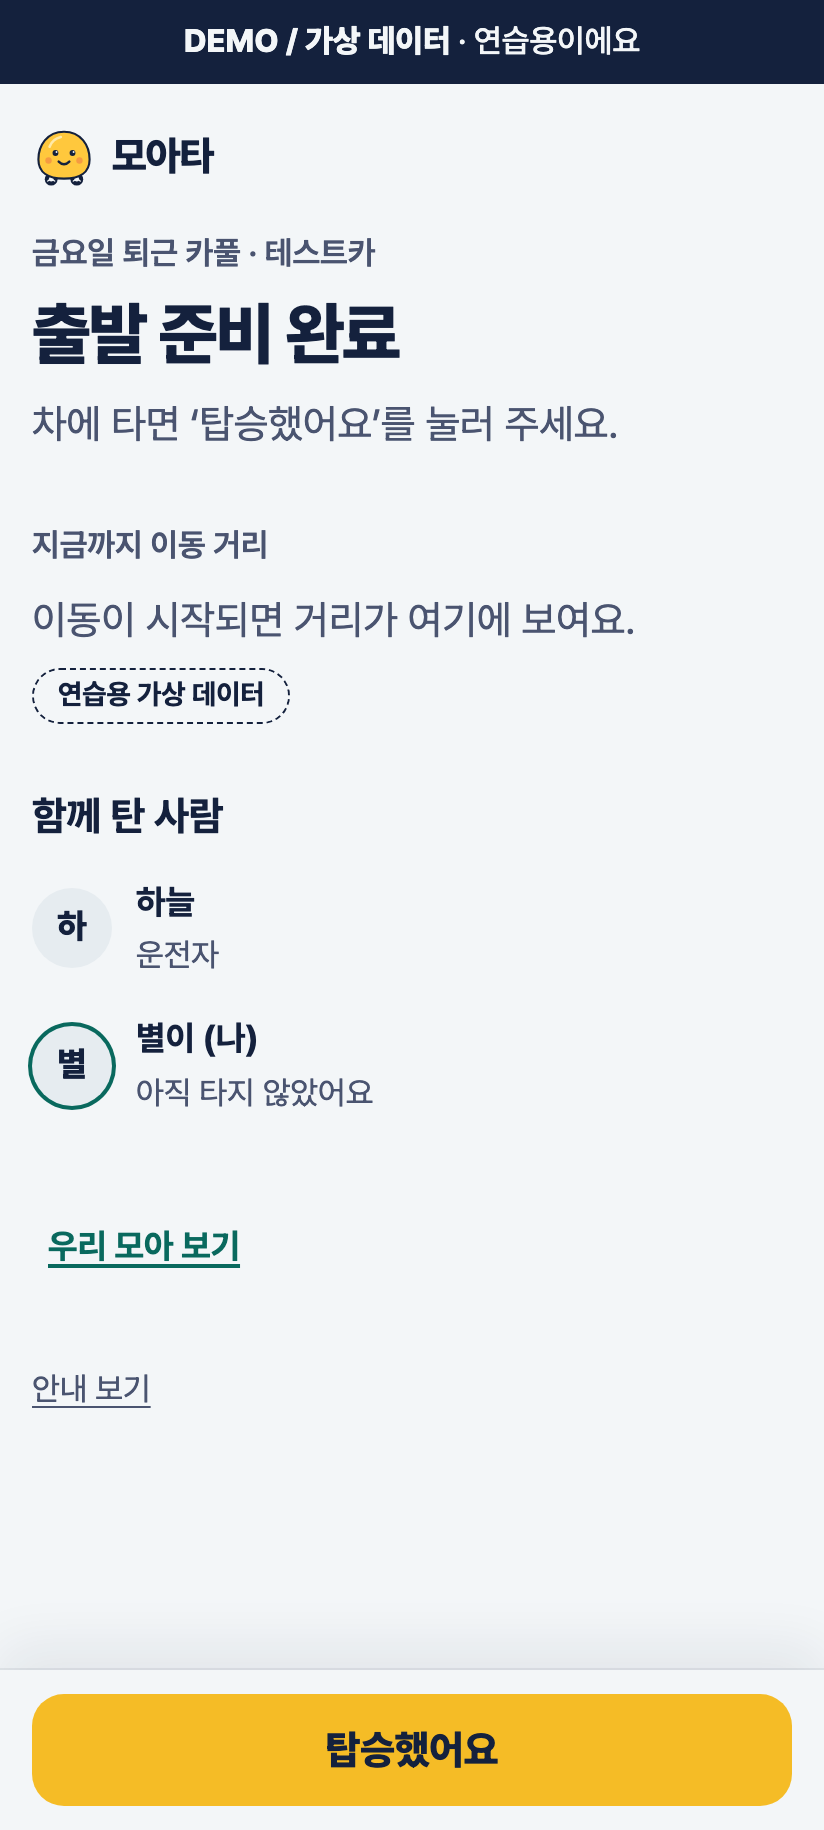 DEMO / 가상 데이터 · 연습용이에요
모아타
금요일 퇴근 카풀 · 테스트카
출발 준비 완료
차에 타면 ‘탑승했어요’를 눌러 주세요.
지금까지 이동 거리
이동이 시작되면 거리가 여기에 보여요.
연습용 가상 데이터
함께 탄 사람
하
하늘
운전자
별
별이 (나)
아직 타지 않았어요
우리 모아 보기
안내 보기
탑승했어요